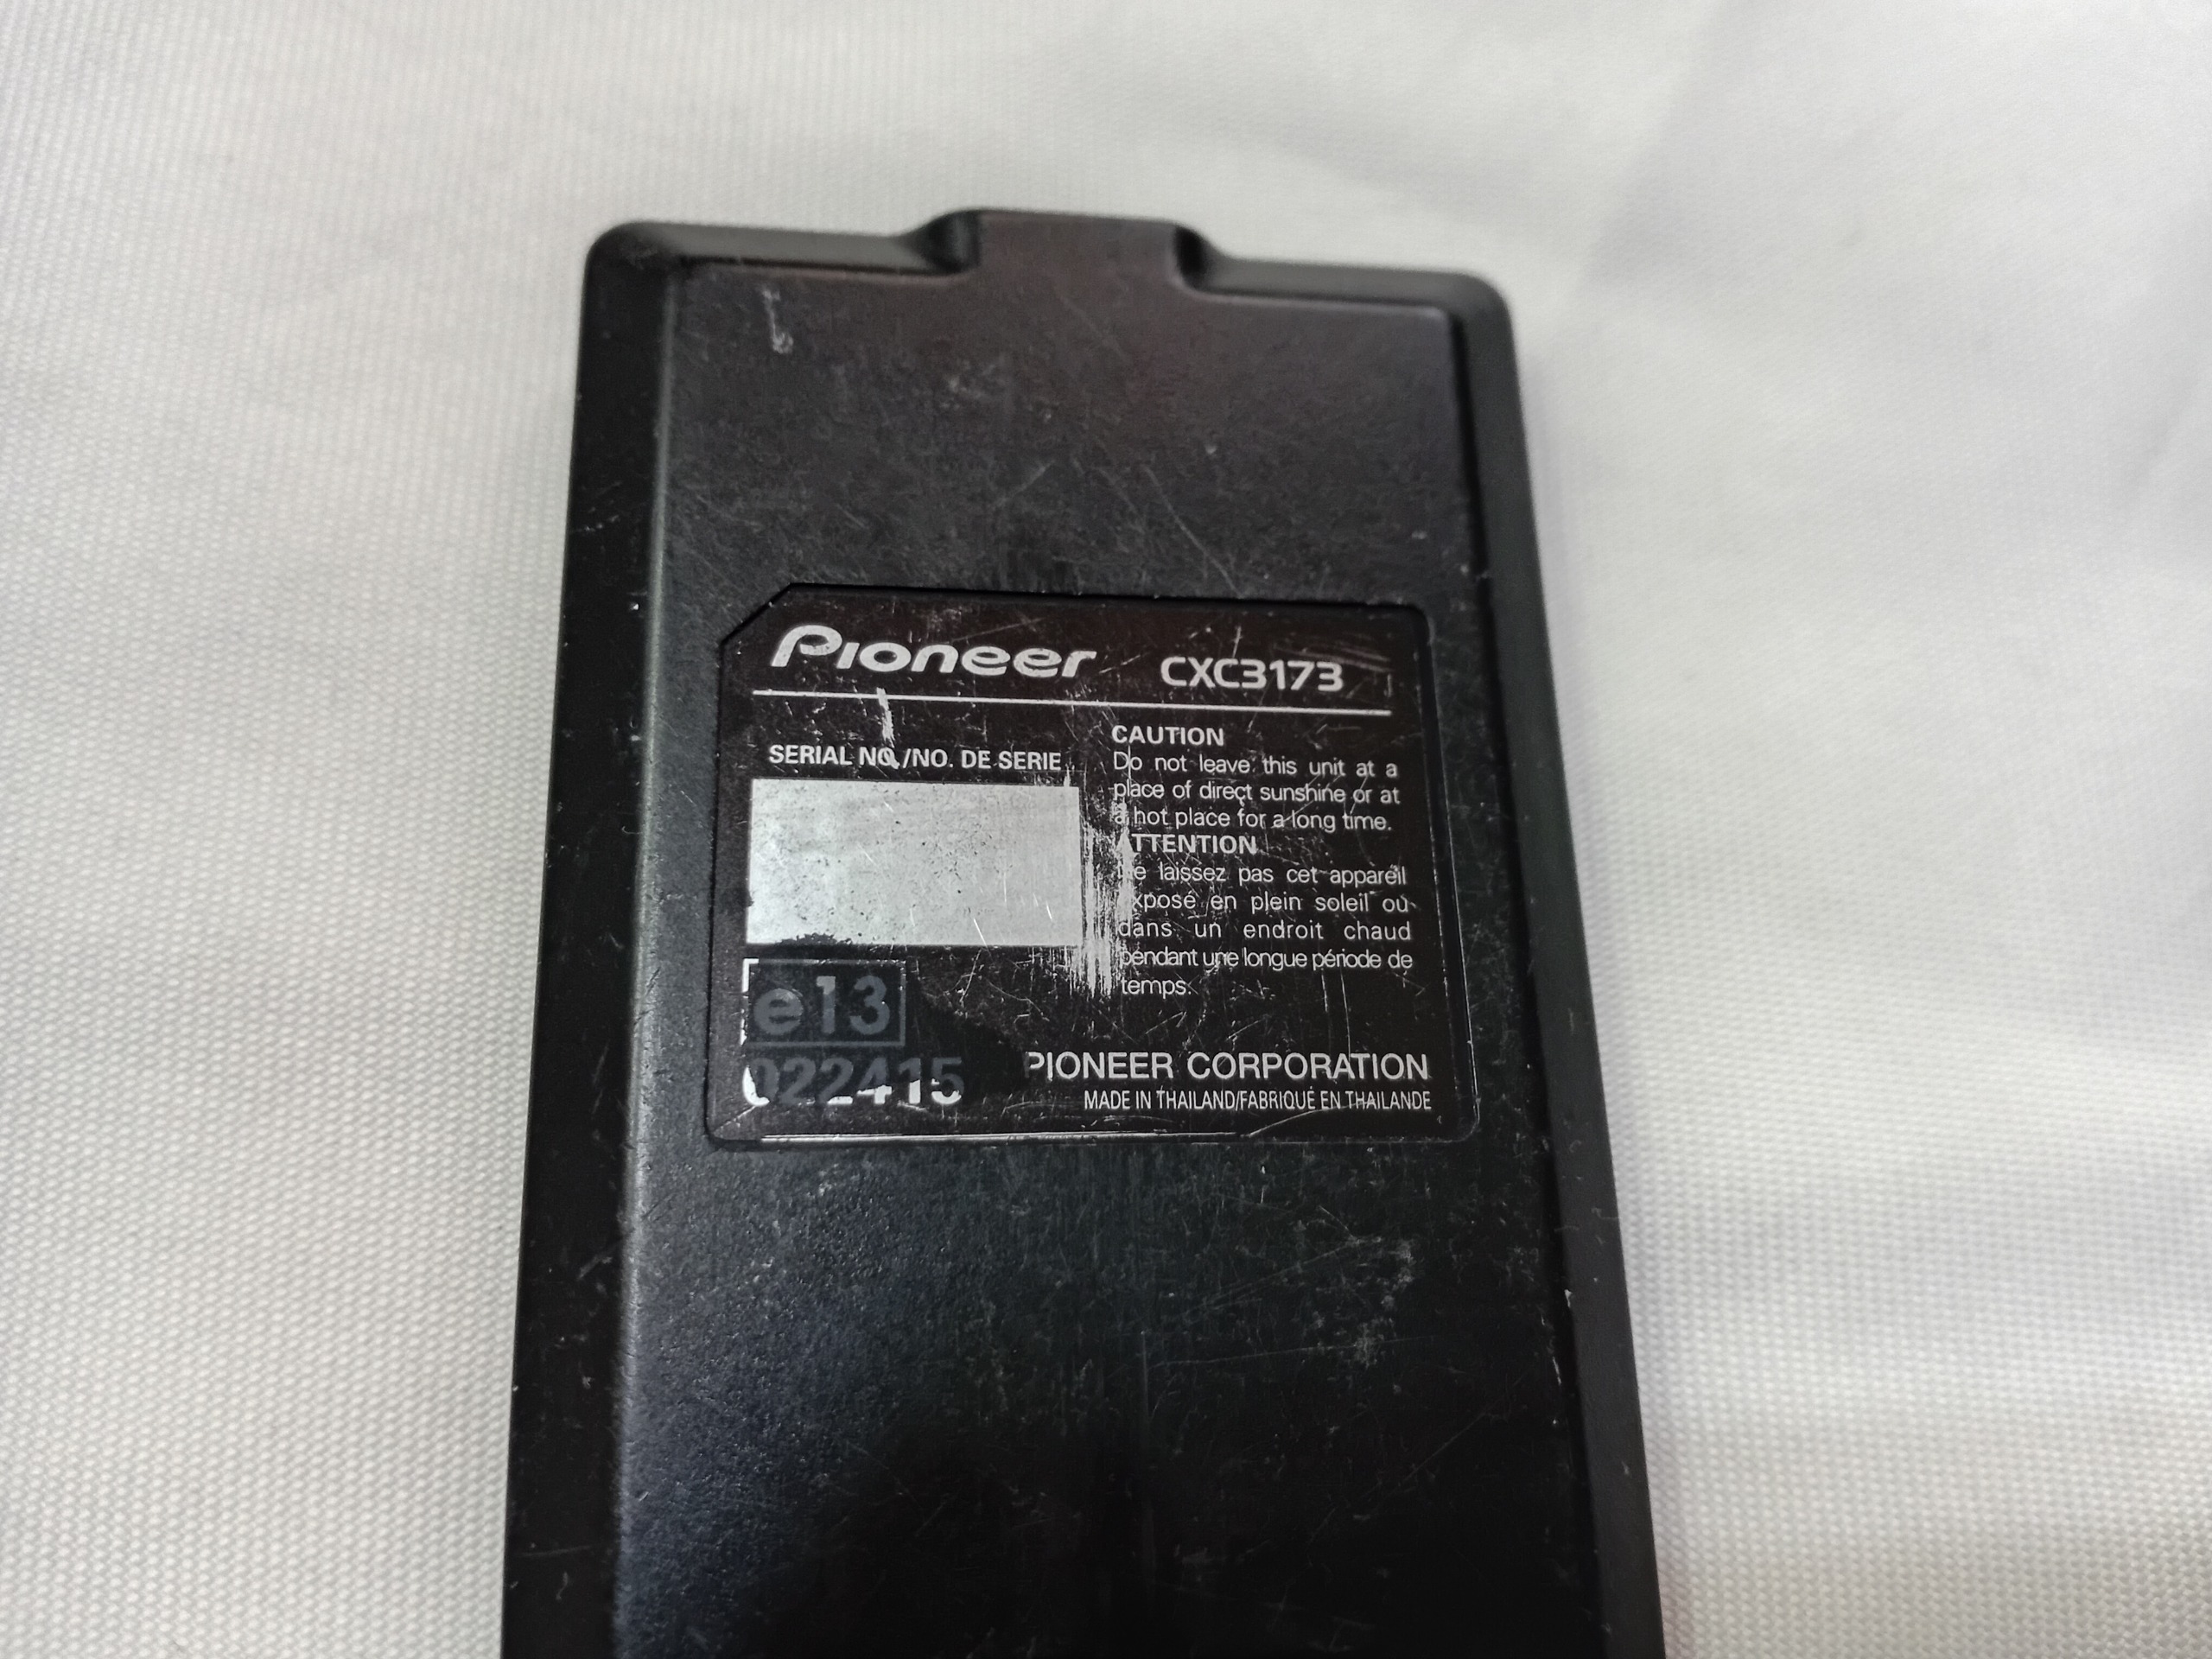 Pioneer CXC3173
SERIAL NO./NO. DE SERIE
CAUTION
Do not leave this unit at a
place of direct sunshine or at
a hot place for a long time.
ATTENTION
Ne laissez pas cet appareil
exposé en plein soleil ou
dans un endroit chaud
pendant une longue période de
temps.
e13
022415
PIONEER CORPORATION
MADE IN THAILAND/FABRIQUÉ EN THAILANDE